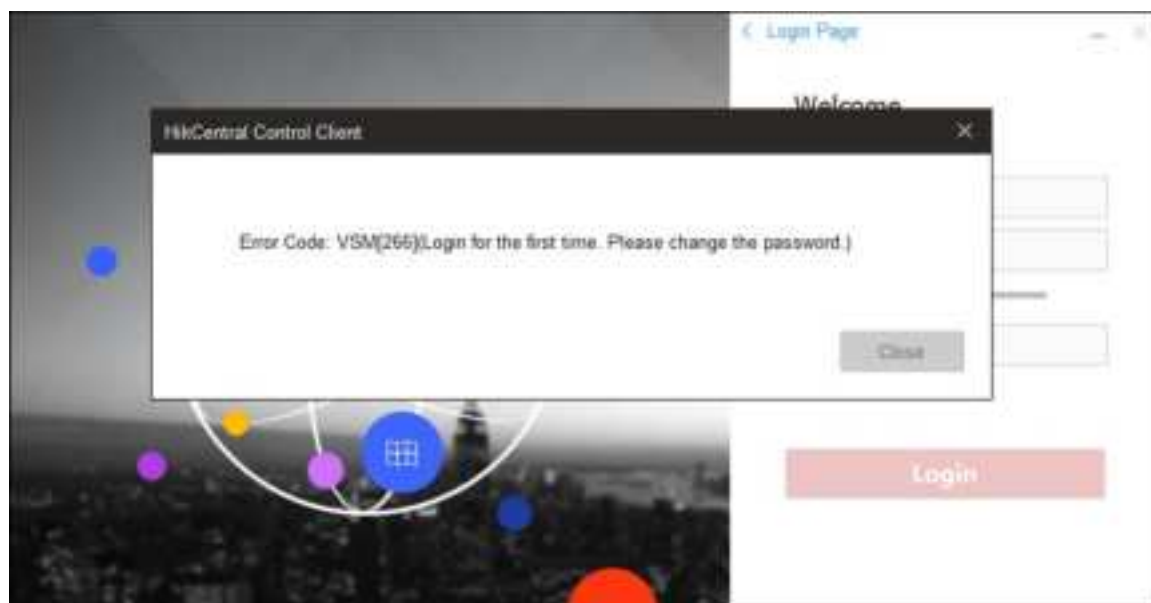 < Login Page
Welcome
HikCentral Control Client
Error Code: VSM[266](Login for the first time. Please change the password.)
Close
Login